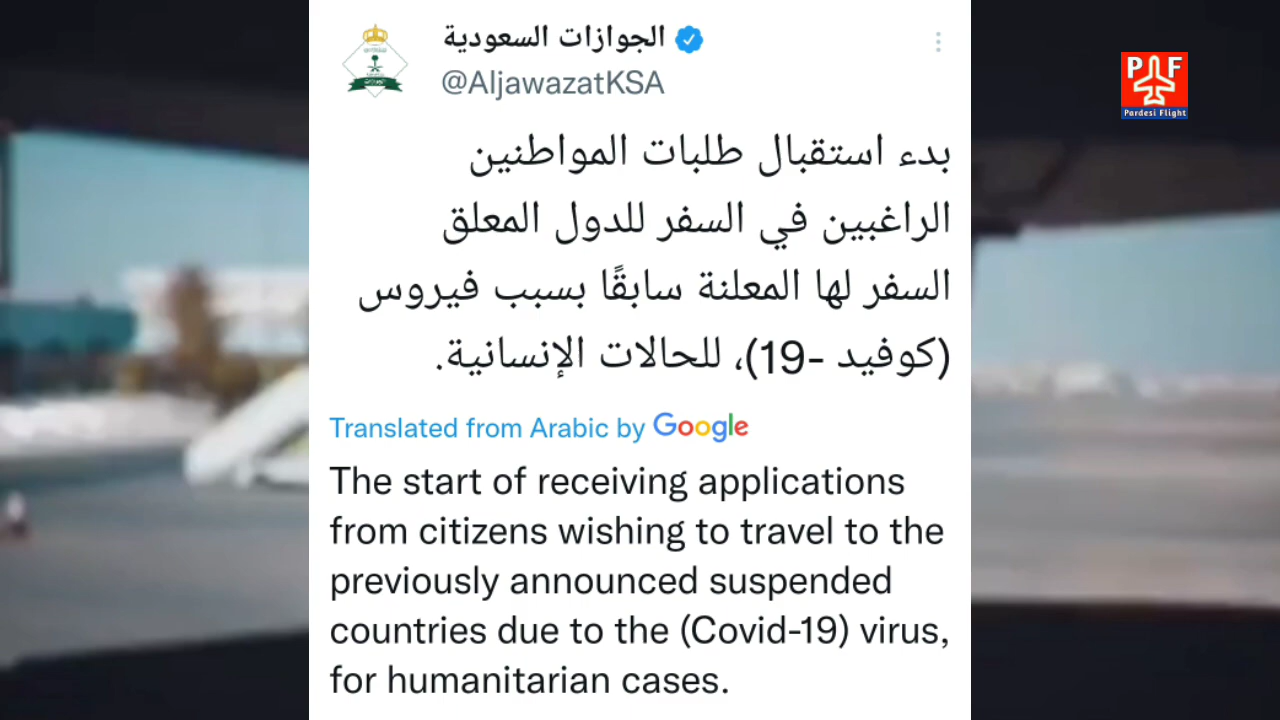 الجوازات السعودية
@AljawazatKSA
PF
Pardesi Flight
بدء استقبال طلبات المواطنين
الراغبين في السفر للدول المعلق
السفر لها المعلنة سابقًا بسبب فيروس
(كوفيد -19)، للحالات الإنسانية.
Translated from Arabic by Google
The start of receiving applications
from citizens wishing to travel to the
previously announced suspended
countries due to the (Covid-19) virus,
for humanitarian cases.